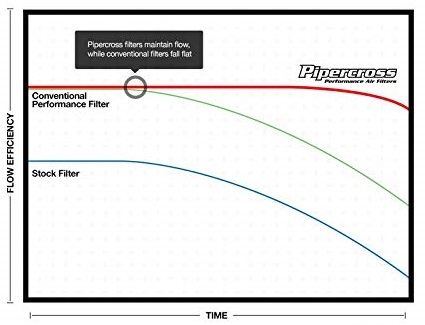 Pipercross filters maintain flow,
while conventional filters fall flat
Pipercross
Performance Air Filters
Conventional
Performance Filter
Stock Filter
FLOW EFFICIENCY
TIME